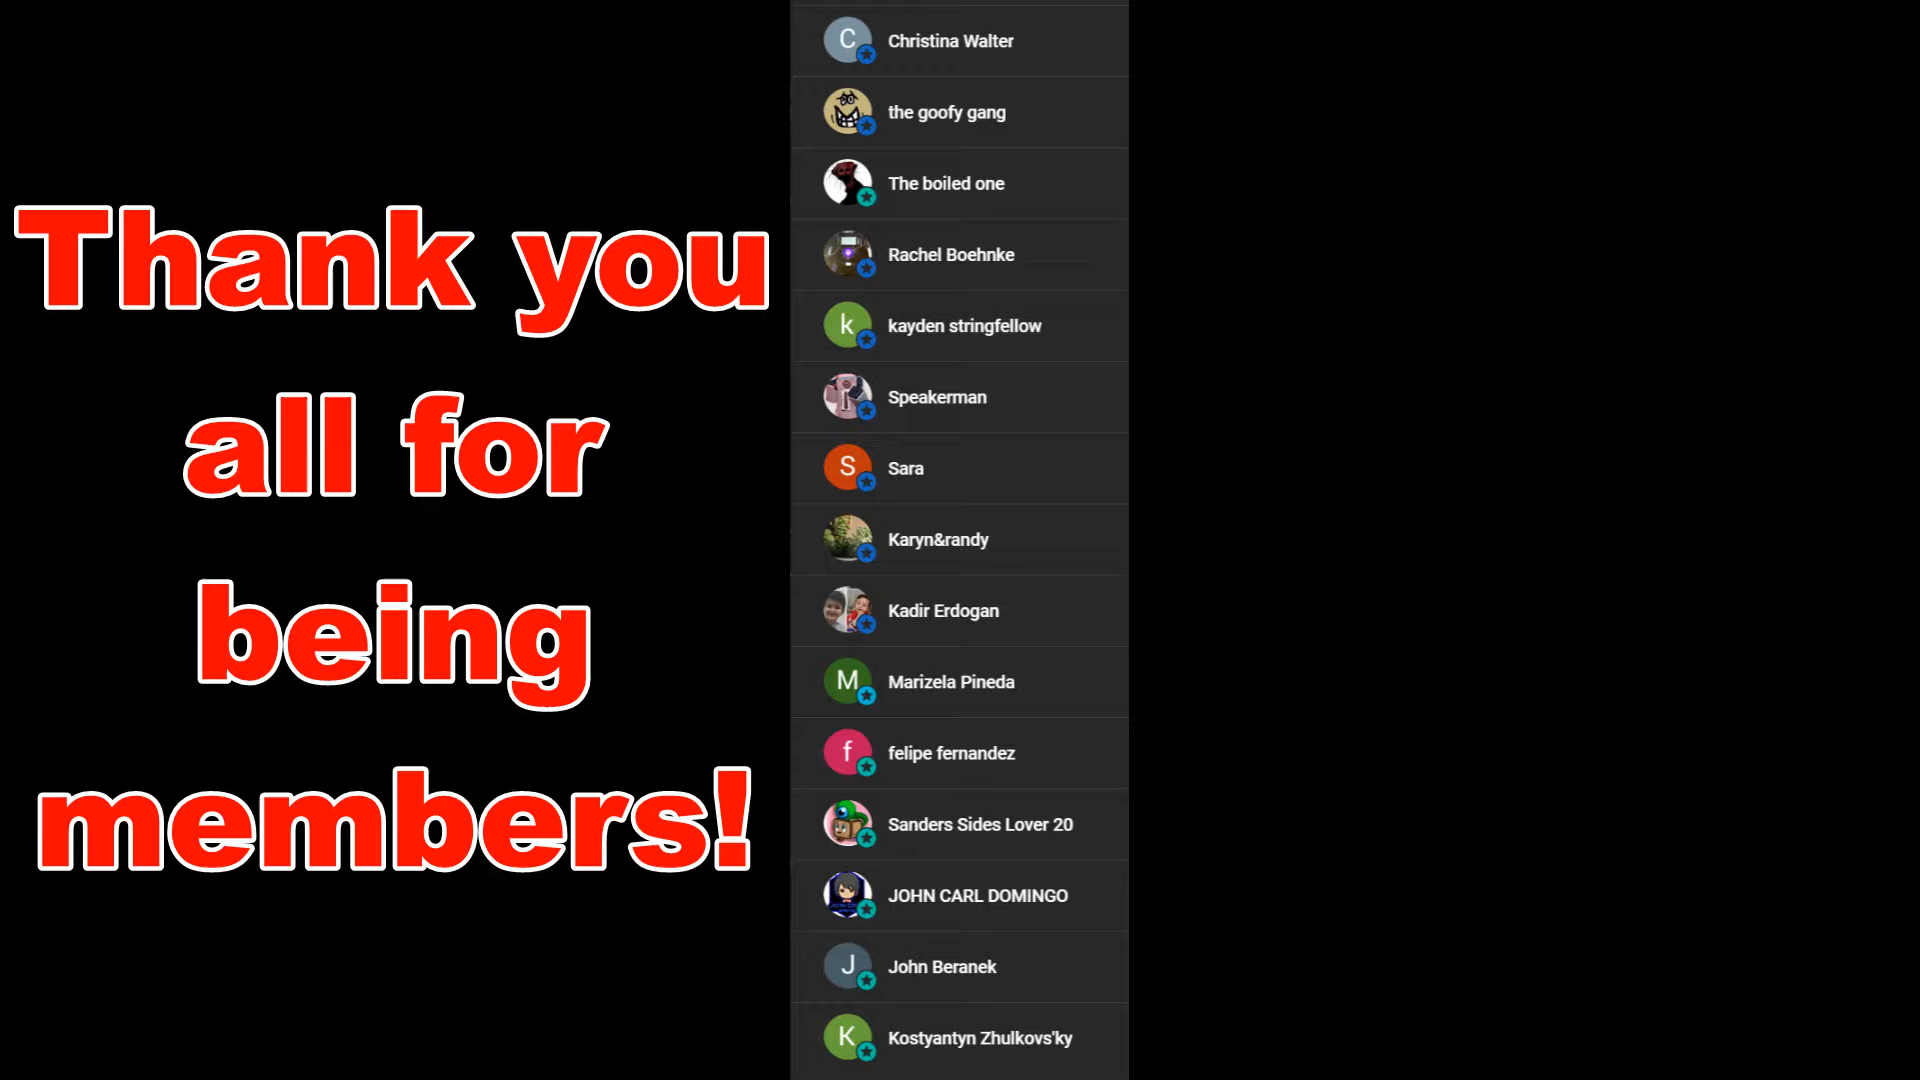 Thank you
all for
being
members!
C Christina Walter
the goofy gang
The boiled one
Rachel Boehnke
k kayden stringfellow
Speakerman
S Sara
Karyn&randy
Kadir Erdogan
M Marizela Pineda
f felipe fernandez
Sanders Sides Lover 20
JOHN CARL DOMINGO
J John Beranek
K Kostyantyn Zhulkovs'ky